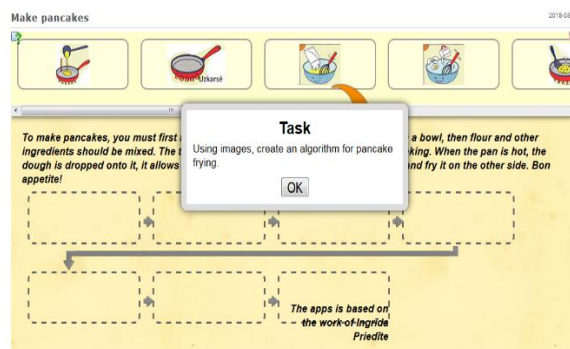 Make pancakes
2018-08
Uzkarsē
Task
Using images, create an algorithm for pancake
frying.
OK
To make pancakes, you must first a bowl, then flour and other
ingredients should be mixed. The king. When the pan is hot, the
dough is dropped onto it, it allows and fry it on the other side. Bon
appetite!
The apps is based on
the work of Ingrīda
Priedīte